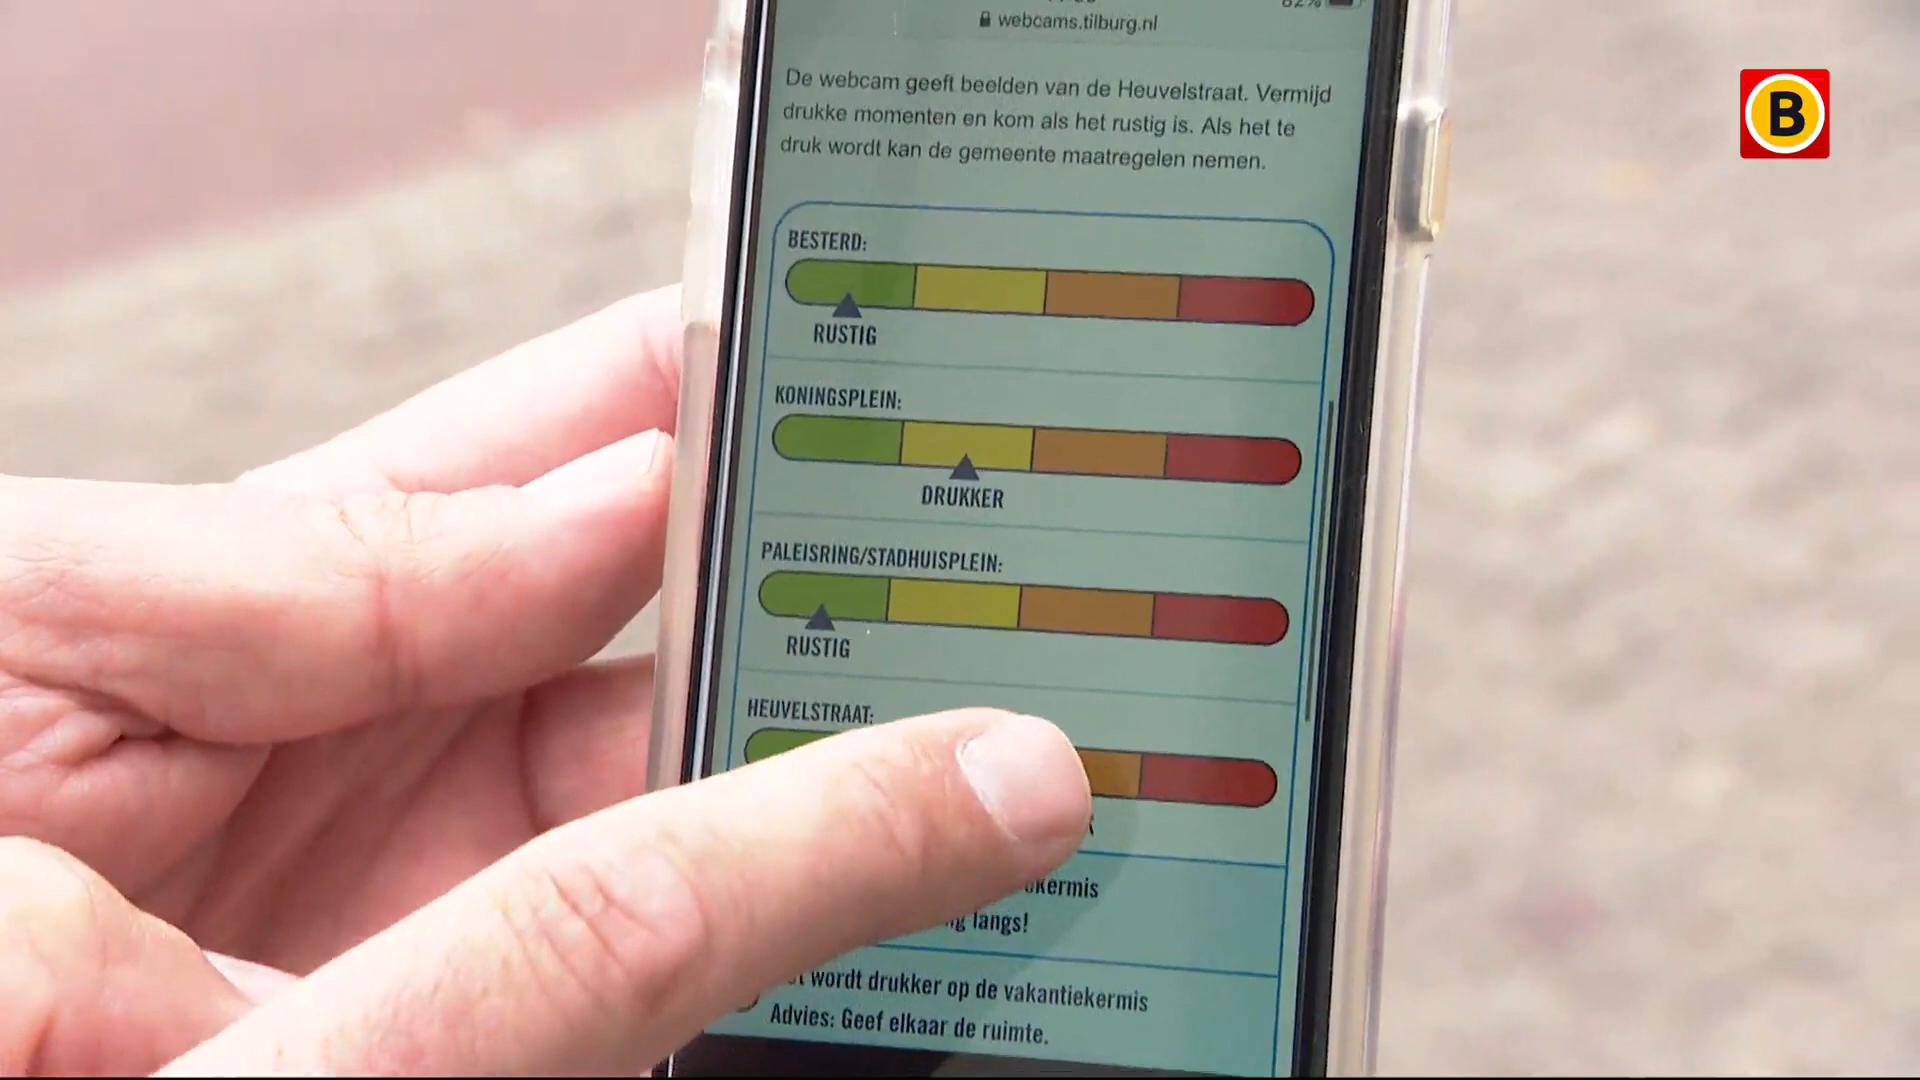 webcams.tilburg.nl
De webcam geeft beelden van de Heuvelstraat. Vermijd
drukke momenten en kom als het rustig is. Als het te
druk wordt kan de gemeente maatregelen nemen.
B
BESTERD:
RUSTIG
KONINGSPLEIN:
DRUKKER
PALEISRING/STADHUISPLEIN:
RUSTIG
HEUVELSTRAAT:
langs!
wordt drukker op de vakantiekermis
Advies: Geef elkaar de ruimte.